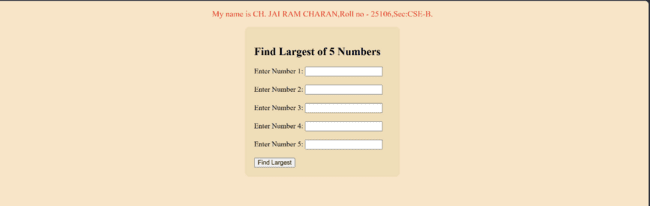 My name is CH. JAI RAM CHARAN,Roll no - 25106,Sec:CSE-B.
Find Largest of 5 Numbers
Enter Number 1:
Enter Number 2:
Enter Number 3:
Enter Number 4:
Enter Number 5:
Find Largest